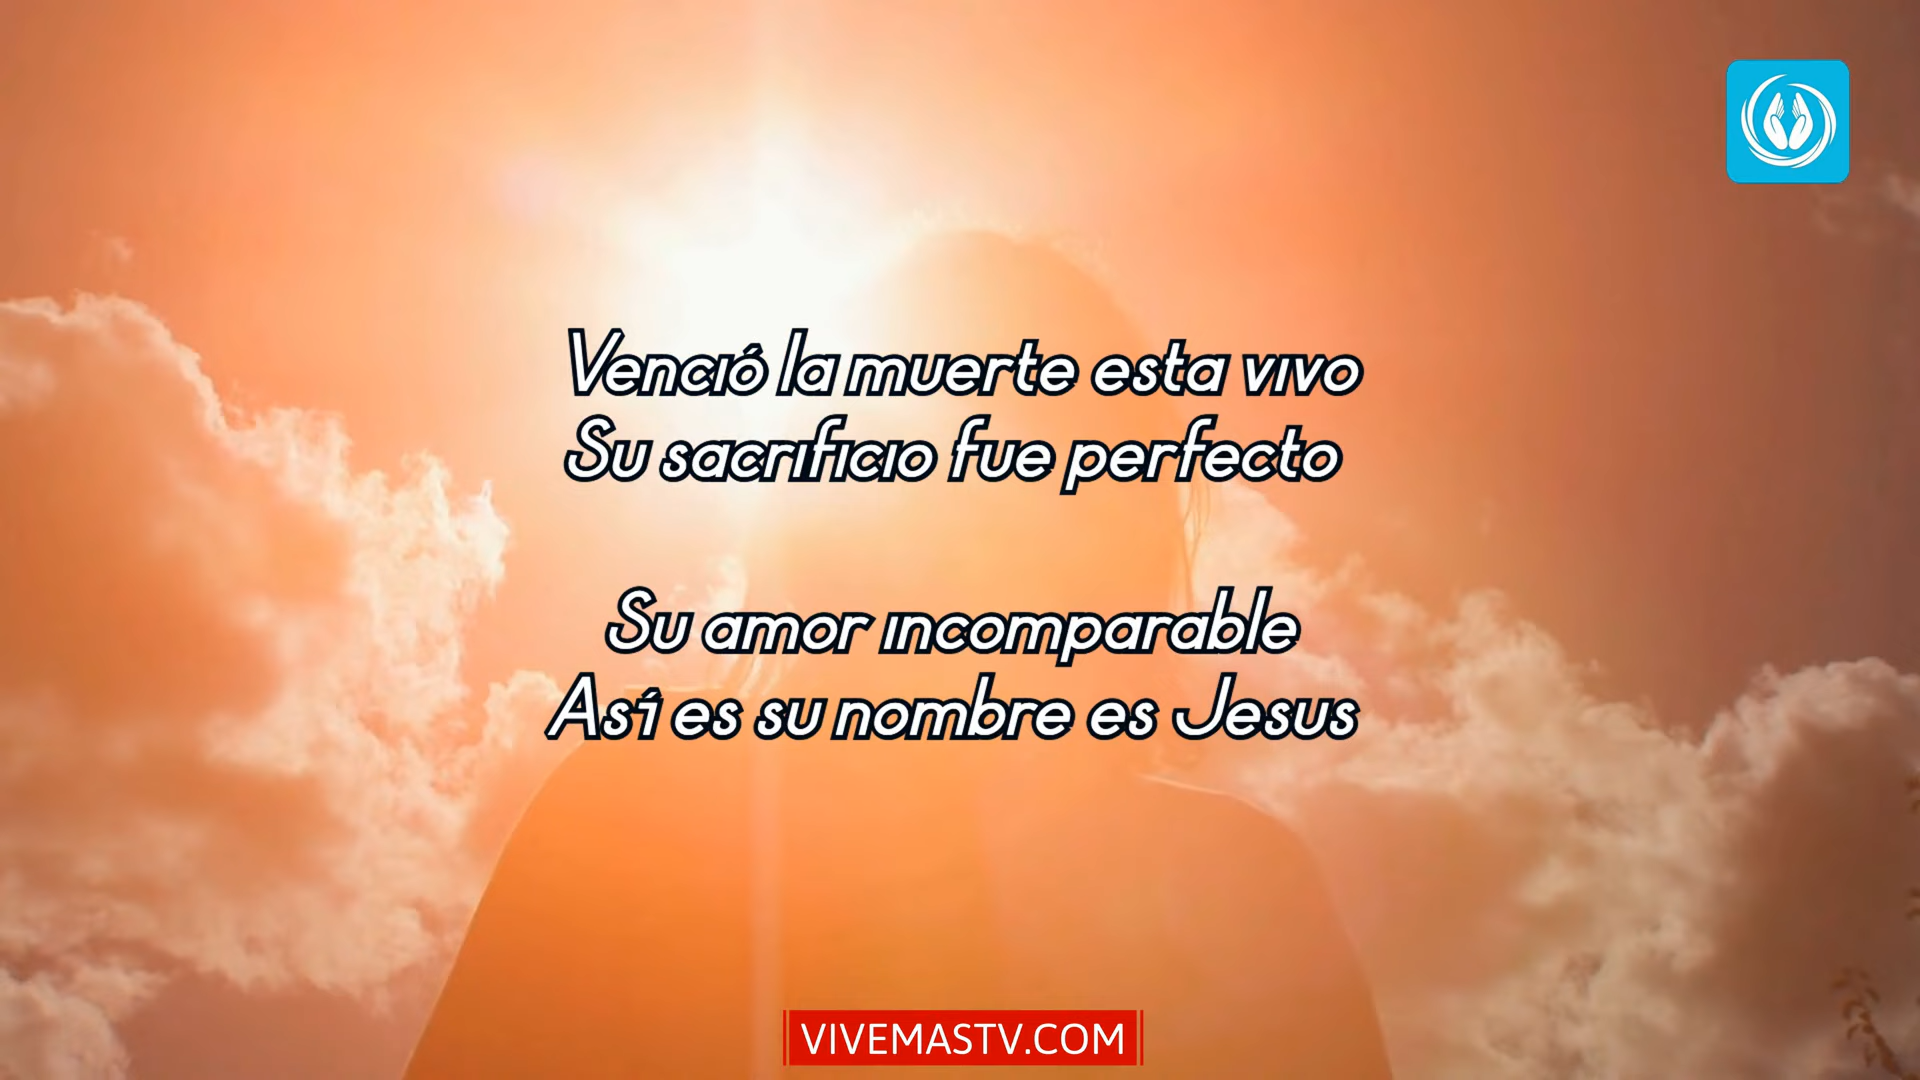 Venció la muerte esta vivo
Su sacrificio fue perfecto
Su amor incomparable
Así es su nombre es Jesus
VIVEMASTV.COM